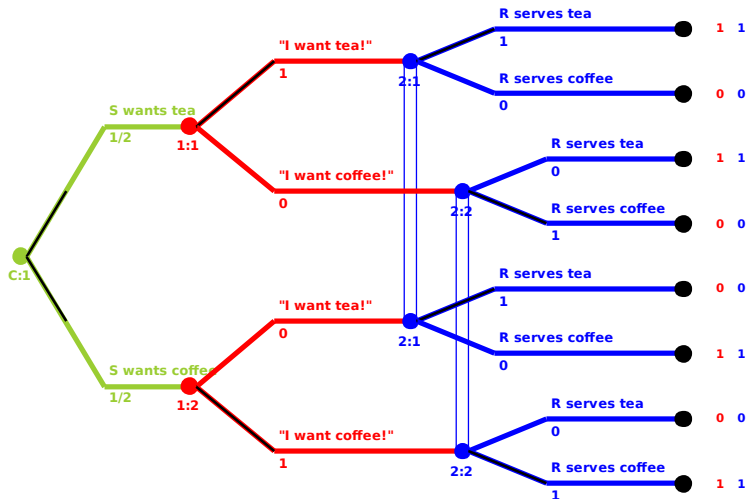 R serves tea
1
1 1
"I want tea!"
1
2:1
R serves coffee
0
0 0
S wants tea
1/2
1:1
R serves tea
0
1 1
"I want coffee!"
0
2:2
R serves coffee
1
0 0
C:1
R serves tea
1
0 0
"I want tea!"
0
2:1
R serves coffee
0
1 1
S wants coffee
1/2
1:2
R serves tea
0
0 0
"I want coffee!"
1
2:2
R serves coffee
1
1 1